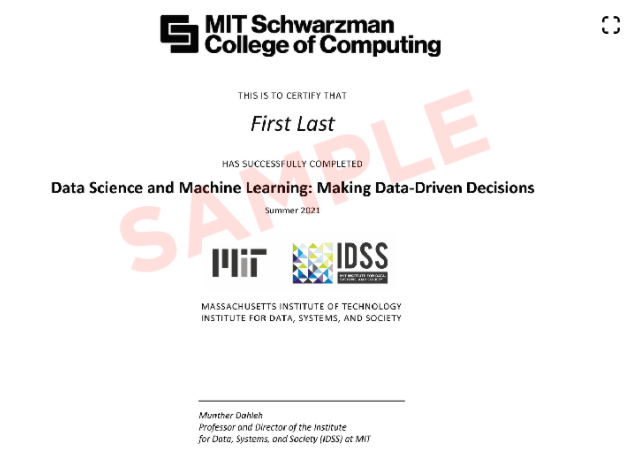 MIT Schwarzman
College of Computing
THIS IS TO CERTIFY THAT
First Last
HAS SUCCESSFULLY COMPLETED
Data Science and Machine Learning: Making Data-Driven Decisions
Summer 2021
SAMPLE
MIT IDSS
MIT INSTITUTE FOR DATA,
SYSTEMS, AND SOCIETY
MASSACHUSETTS INSTITUTE OF TECHNOLOGY
INSTITUTE FOR DATA, SYSTEMS, AND SOCIETY
Munther Dahleh
Professor and Director of the Institute
for Data, Systems, and Society (IDSS) at MIT